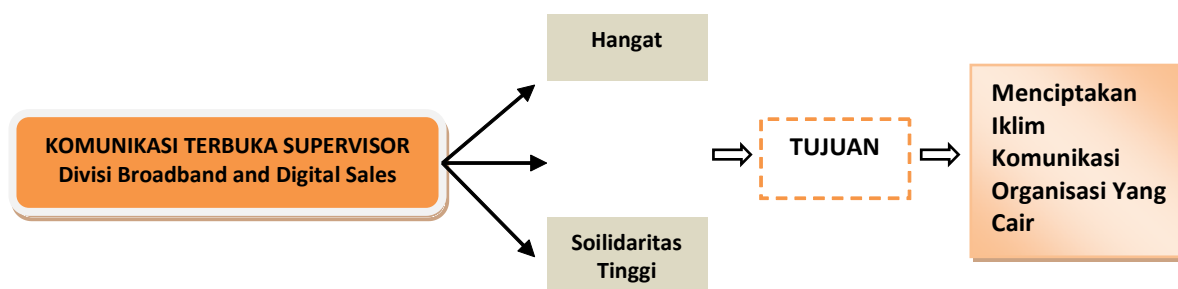 Hangat
KOMUNIKASI TERBUKA SUPERVISOR
Divisi Broadband and Digital Sales
TUJUAN
Menciptakan
Iklim
Komunikasi
Organisasi Yang
Cair
Soilidaritas
Tinggi